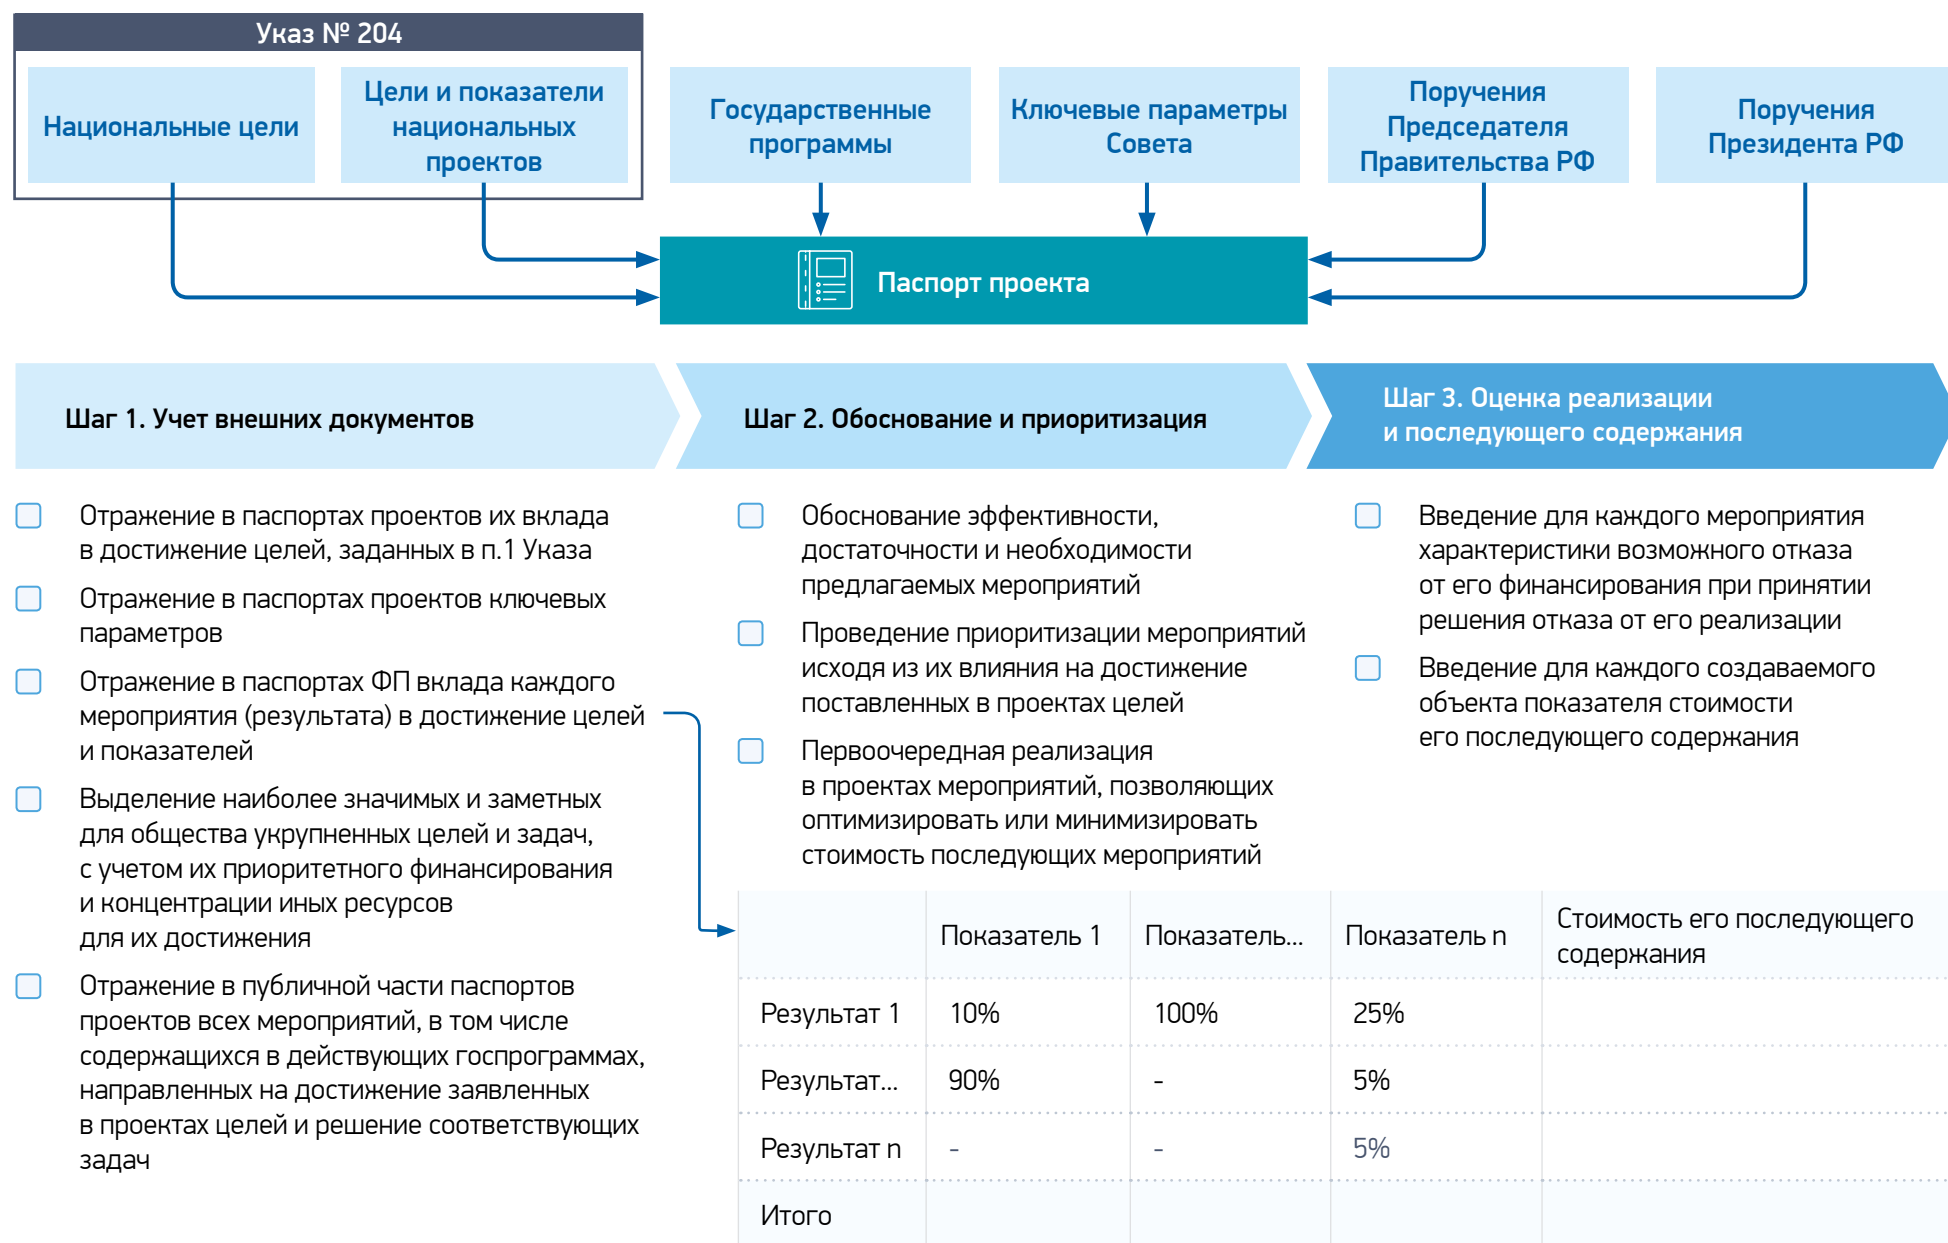 Указ № 204
Национальные цели
Цели и показатели
национальных
проектов
Государственные
программы
Ключевые параметры
Совета
Поручения
Председателя
Правительства РФ
Поручения
Президента РФ
Паспорт проекта
Шаг 1. Учет внешних документов
Шаг 2. Обоснование и приоритизация
Шаг 3. Оценка реализации
и последующего содержания
Отражение в паспортах проектов их вклада
в достижение целей, заданных в п.1 Указа
Отражение в паспортах проектов ключевых
параметров
Отражение в паспортах ФП вклада каждого
мероприятия (результата) в достижение целей
и показателей
Выделение наиболее значимых и заметных
для общества укрупненных целей и задач,
с учетом их приоритетного финансирования
и концентрации иных ресурсов
для их достижения
Отражение в публичной части паспортов
проектов всех мероприятий, в том числе
содержащихся в действующих госпрограммах,
направленных на достижение заявленных
в проектах целей и решение соответствующих
задач
Обоснование эффективности,
достаточности и необходимости
предлагаемых мероприятий
Проведение приоритизации мероприятий
исходя из их влияния на достижение
поставленных в проектах целей
Первоочередная реализация
в проектах мероприятий, позволяющих
оптимизировать или минимизировать
стоимость последующих мероприятий
Введение для каждого мероприятия
характеристики возможного отказа
от его финансирования при принятии
решения отказа от его реализации
Введение для каждого создаваемого
объекта показателя стоимости
его последующего содержания
Показатель 1 Показатель... Показатель n Стоимость его последующего
содержания
Результат 1 10% 100% 25%
Результат... 90% - 5%
Результат n - - 5%
Итого